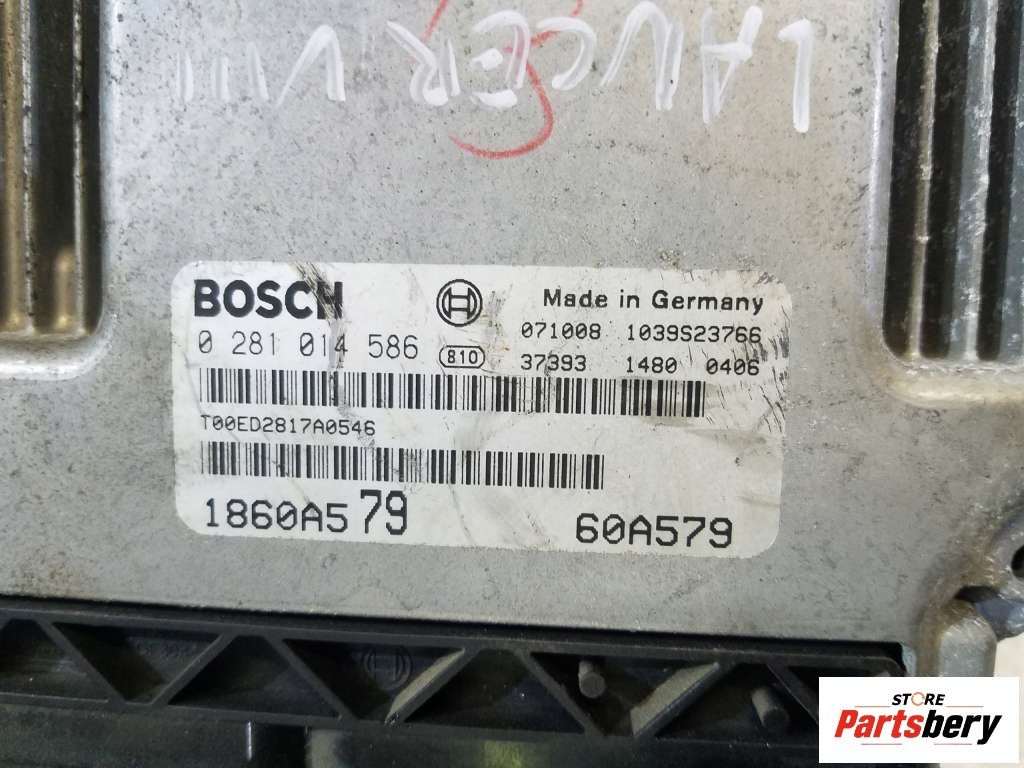 LANCER VIII
BOSCH
Made in Germany
0 281 014 586
810
071008 1039S23766
37393 1480 0406
T00ED2817A0546
1860A579
60A579
STORE
Partsbery